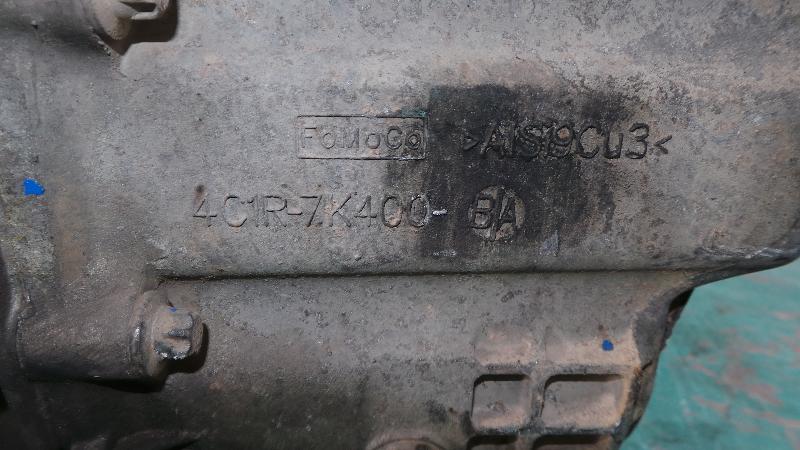 FoMoCo >AlSi9Cu3<
4C1R-7K400- BA